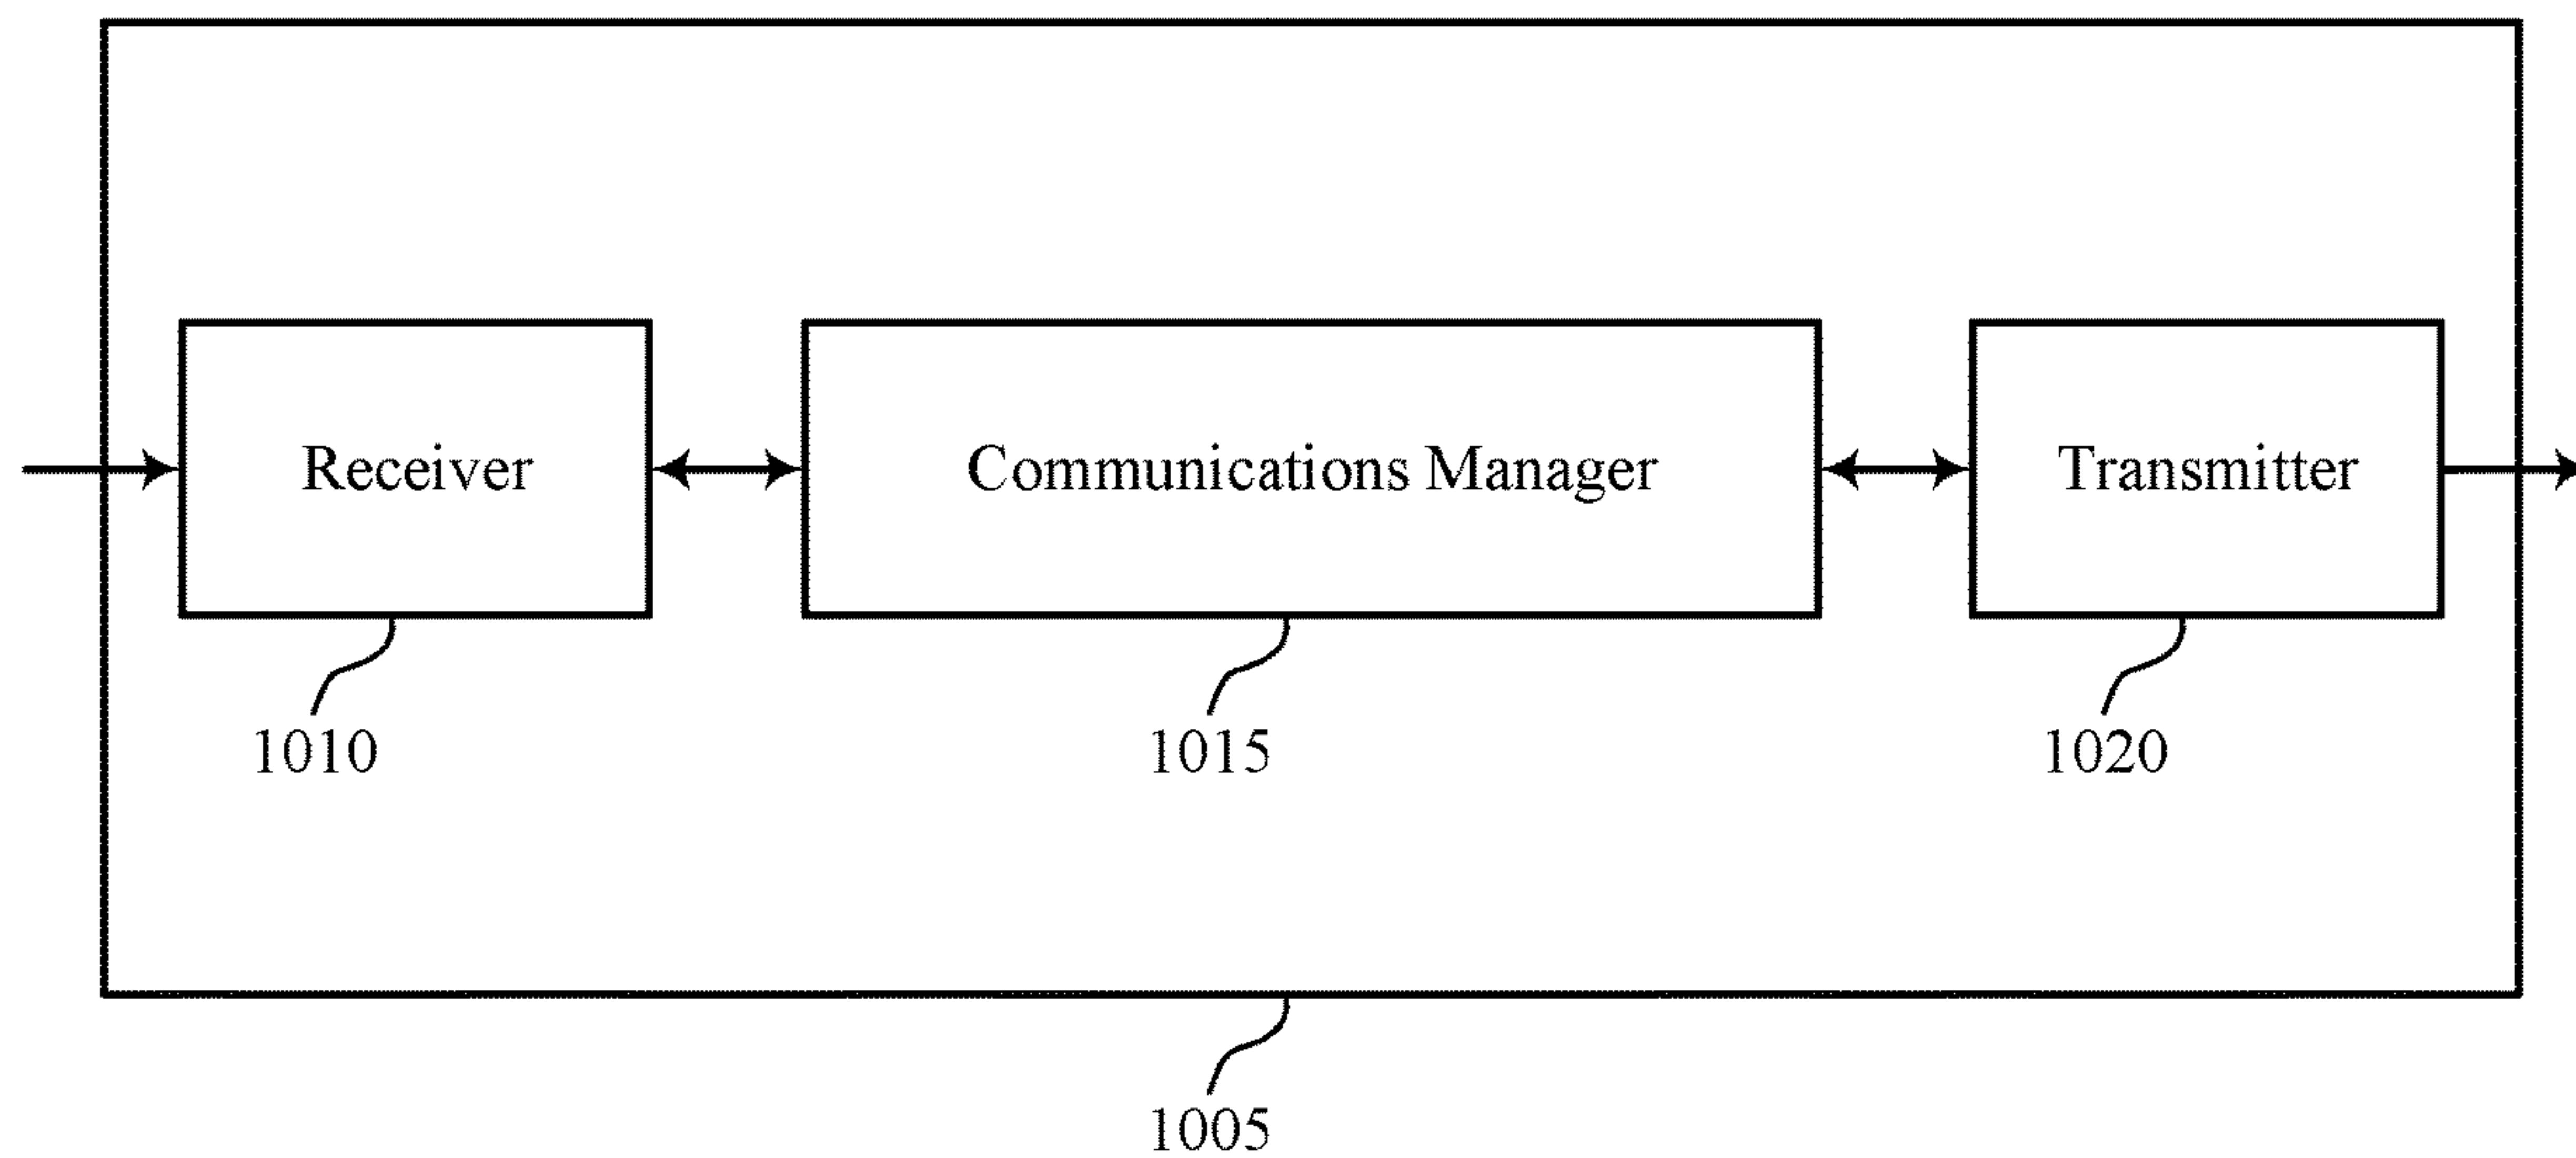 Receiver
Communications Manager
Transmitter
1010
1015
1020
1005